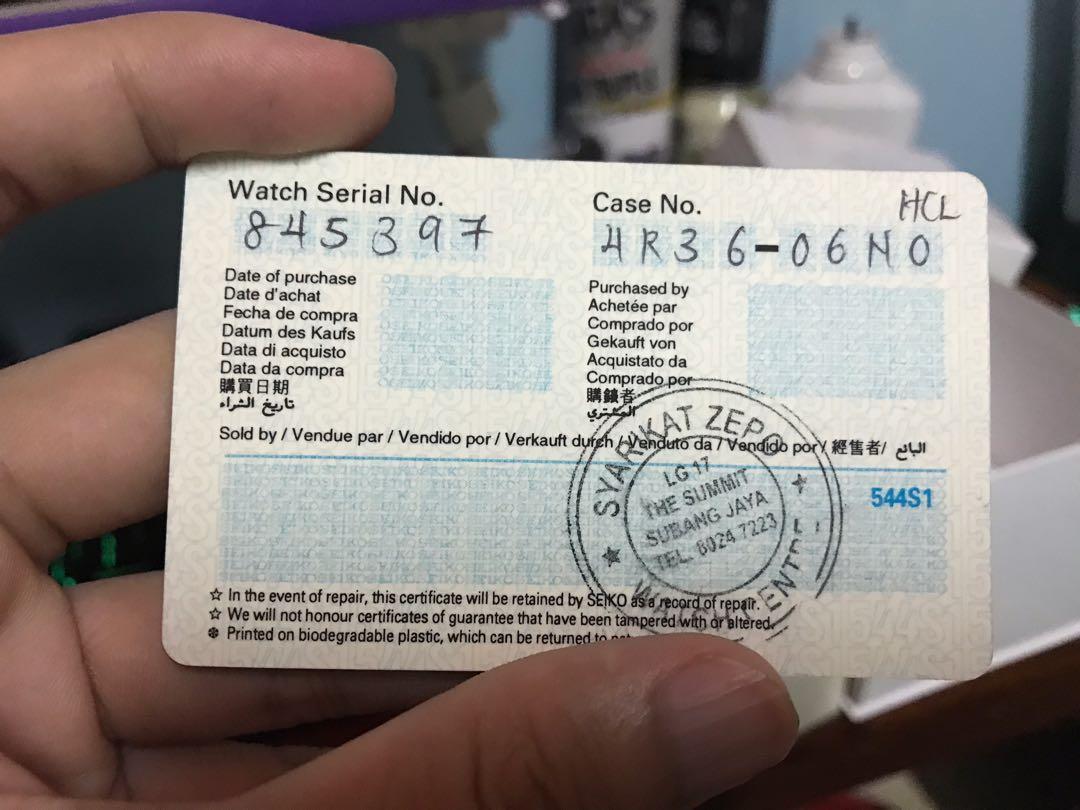 Watch Serial No.
845397
Case No.
HCL
4R36-06N0
Date of purchase
Date d'achat
Fecha de compra
Datum des Kaufs
Data di acquisto
Data da compra
購買日期
تاريخ الشراء
Purchased by
Achetée par
Comprado por
Gekauft von
Acquistato da
Comprado por
المشتري
Sold by / Vendue par / Vendido por / Verkauft durch / Venduto da / Vendido por / 經售者 / البائع
544S1
SYARIKAT ZEPO
LG 17
THE SUMMIT
SUBANG JAYA
TEL. 8024 7223
☆ In the event of repair, this certificate will be retained by SEIKO as a record of repair.
☆ We will not honour certificates of guarantee that have been tampered with or altered.
Printed on biodegradable plastic, which can be returned to